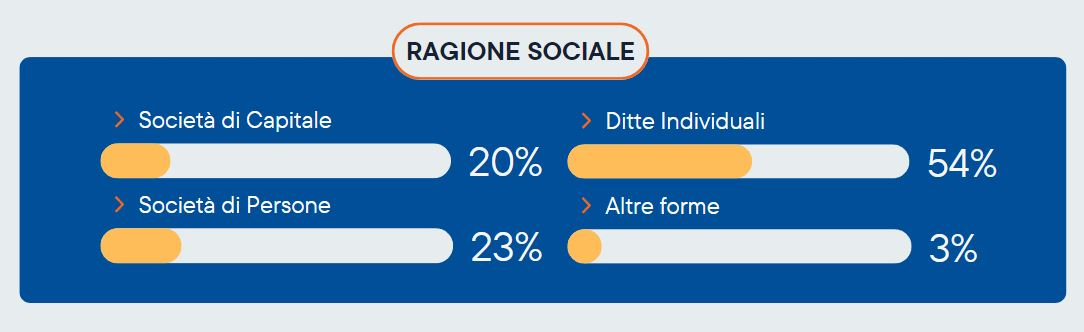 RAGIONE SOCIALE
Società di Capitale
20%
Ditte Individuali
54%
Società di Persone
23%
Altre forme
3%